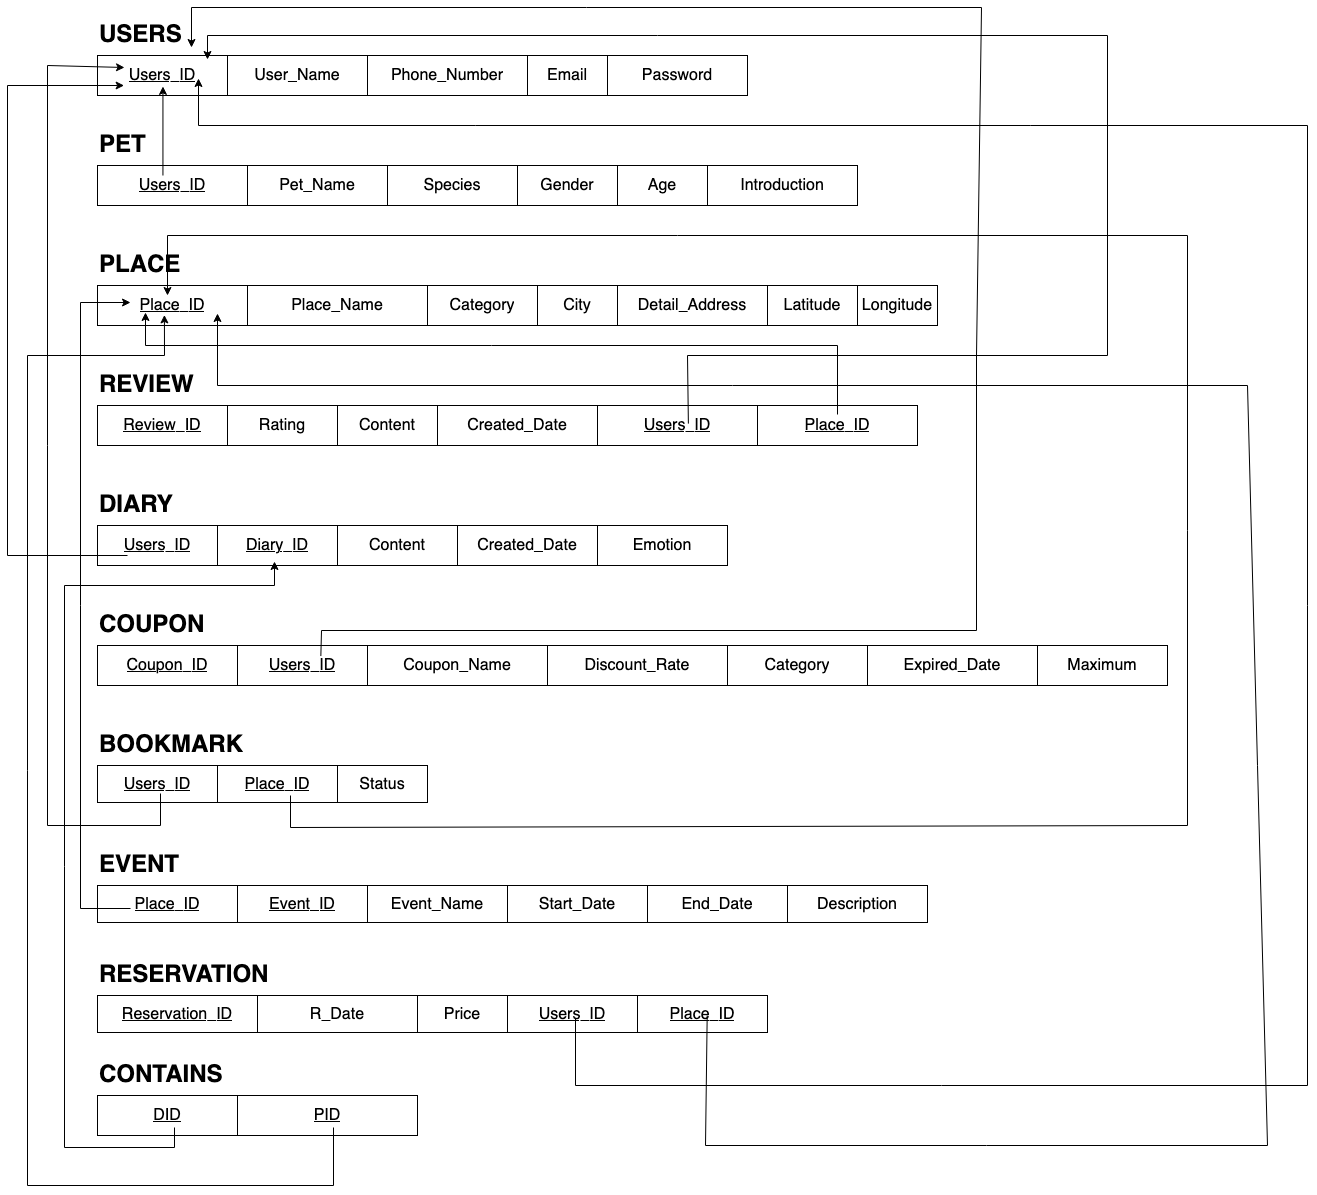 USERS
Users_ID User_Name Phone_Number Email Password
PET
Users_ID Pet_Name Species Gender Age Introduction
PLACE
Place_ID Place_Name Category City Detail_Address Latitude Longitude
REVIEW
Review_ID Rating Content Created_Date Users_ID Place_ID
DIARY
Users_ID Diary_ID Content Created_Date Emotion
COUPON
Coupon_ID Users_ID Coupon_Name Discount_Rate Category Expired_Date Maximum
BOOKMARK
Users_ID Place_ID Status
EVENT
Place_ID Event_ID Event_Name Start_Date End_Date Description
RESERVATION
Reservation_ID R_Date Price Users_ID Place_ID
CONTAINS
DID PID